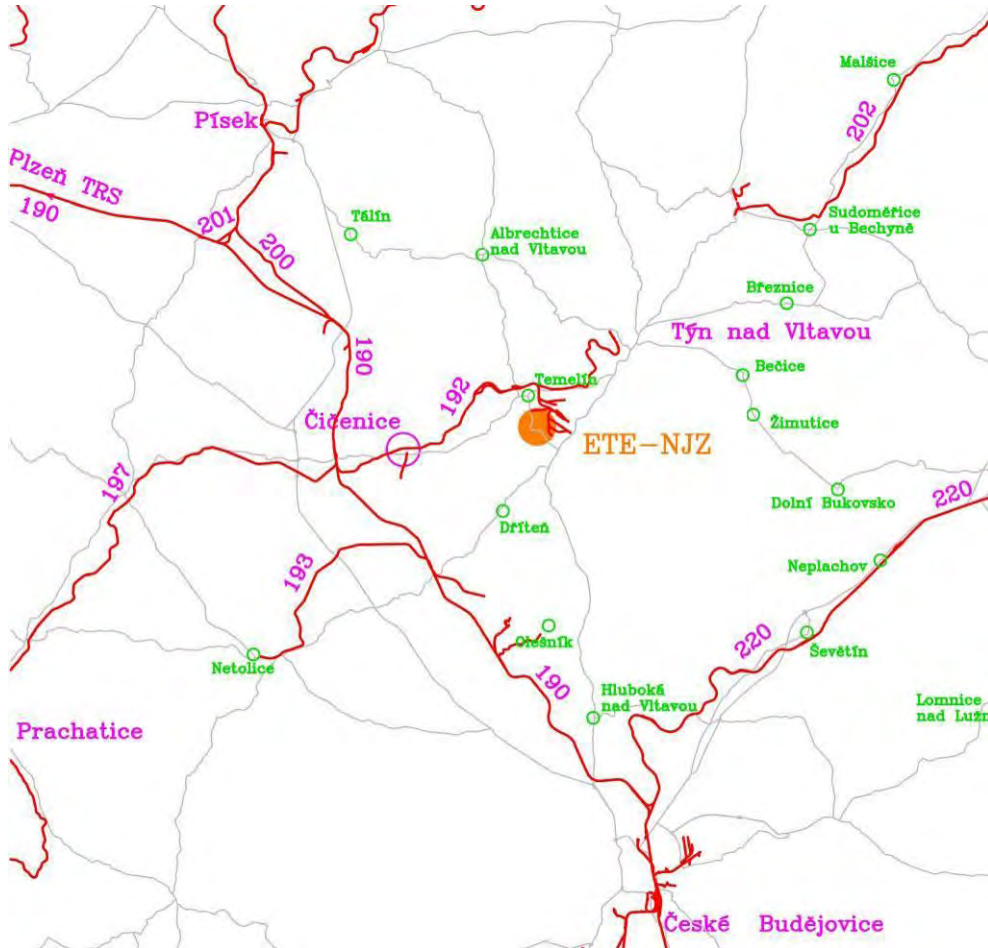 Malšice
202
Písek
Plzeň TRS
190
201
200
Tálín
Albrechtice
nad Vltavou
Sudoměřice
u Bechyně
Březnice
Týn nad Vltavou
190
192
Temelín
Bečice
Čičenice
Žimutice
ETE-NJZ
197
Dolní Bukovsko
220
Dříteň
193
Neplachov
Olešník
220
Ševětín
Netolice
190
Hluboká
nad Vltavou
Lomnice
nad Lužn
Prachatice
České Budějovice